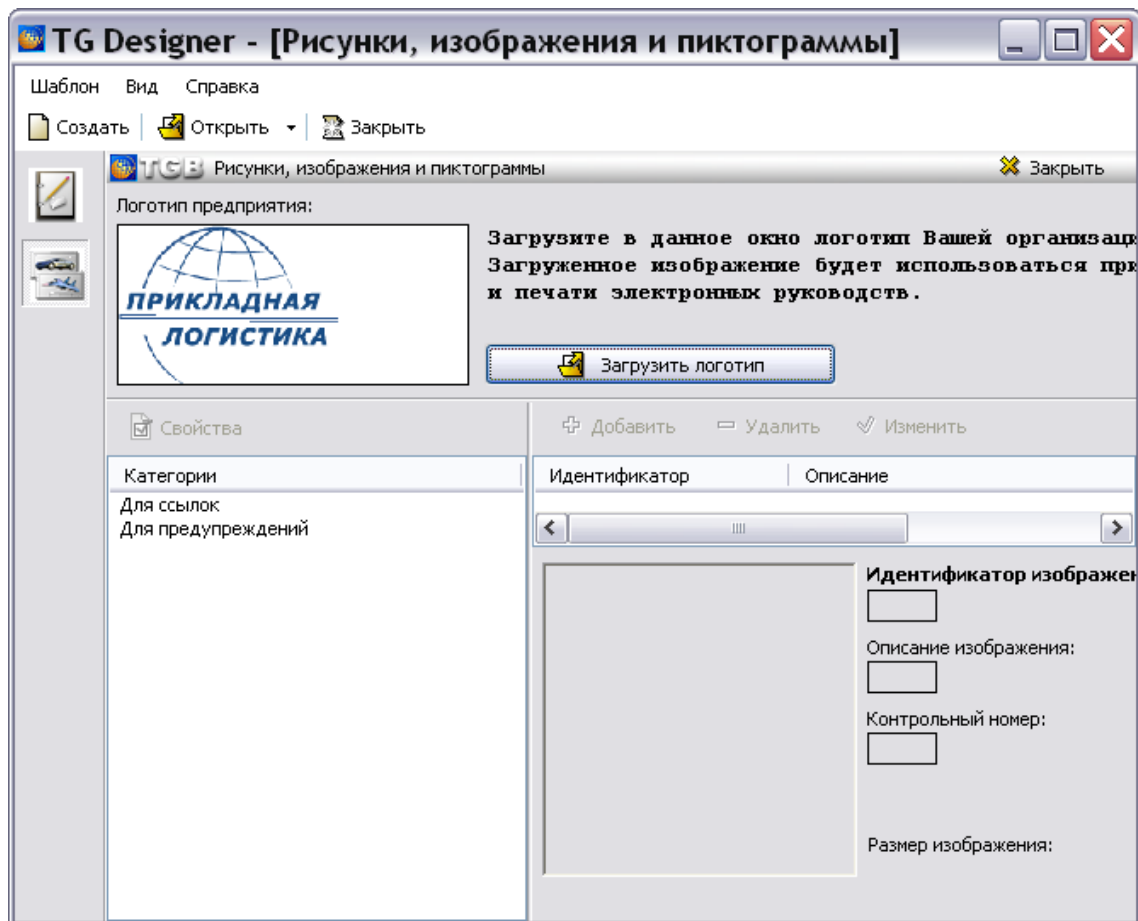 TG Designer - [Рисунки, изображения и пиктограммы]
Шаблон Вид Справка
Создать Открыть Закрыть
TGB Рисунки, изображения и пиктограммы Закрыть
Логотип предприятия:
ПРИКЛАДНАЯ
ЛОГИСТИКА
Загрузите в данное окно логотип Вашей организац
Загруженное изображение будет использоваться при
и печати электронных руководств.
Загрузить логотип
Свойства
Добавить Удалить Изменить
Категории
Идентификатор Описание
Для ссылок
Для предупреждений
Идентификатор изображен
Описание изображения:
Контрольный номер:
Размер изображения: